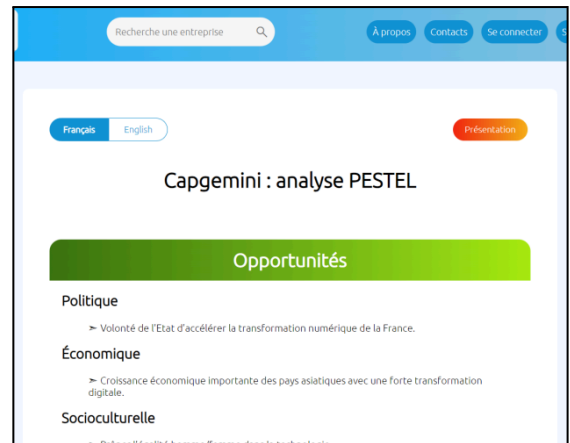 Recherche une entreprise
À propos
Contacts
Se connecter
Français
English
Présentation
Capgemini : analyse PESTEL
Opportunités
Politique
➣ Volonté de l'Etat d'accélérer la transformation numérique de la France.
Économique
➣ Croissance économique importante des pays asiatiques avec une forte transformation
digitale.
Socioculturelle